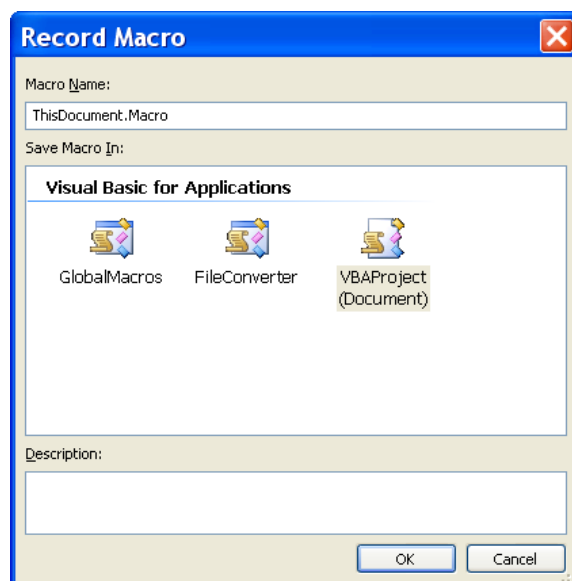 Record Macro
Macro Name:
ThisDocument.Macro
Save Macro In:
Visual Basic for Applications
GlobalMacros FileConverter VBAProject
(Document)
Description:
OK Cancel